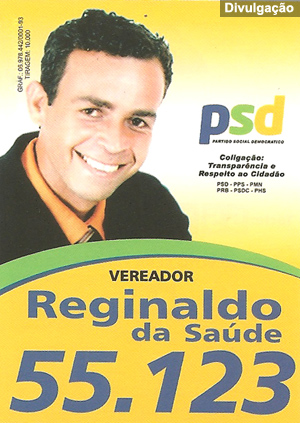 Divulgação
GRAF.: 05.978.442/0001-93
TIRAGEM: 10.000
psd
PARTIDO SOCIAL DEMOCRÁTICO
Coligação:
Transparência e
Respeito ao Cidadão
PSD - PPS - PMN
PRB - PSDC - PHS
VEREADOR
Reginaldo
da Saúde
55.123